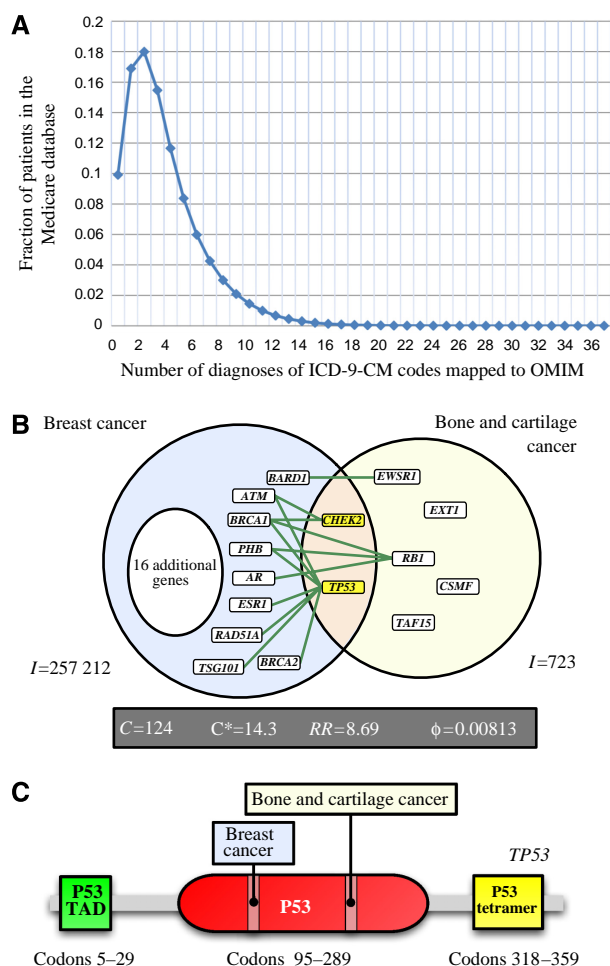 A
Fraction of patients in the
Medicare database
0.2
0.18
0.16
0.14
0.12
0.1
0.08
0.06
0.04
0.02
0
0 2 4 6 8 10 12 14 16 18 20 22 24 26 28 30 32 34 36
Number of diagnoses of ICD-9-CM codes mapped to OMIM
B
Breast cancer
Bone and cartilage
cancer
BARD1
EWSR1
ATM
BRCA1
CHEK2
EXT1
PHB
RB1
16 additional
genes
AR
TP53
CSMF
ESR1
TAF15
RAD51A
TSG101
BRCA2
I=257 212
I=723
C=124 C*=14.3 RR=8.69 ϕ=0.00813
C
Bone and cartilage cancer
Breast
cancer
TP53
P53
TAD
P53
P53
tetramer
Codons 5–29
Codons 95–289
Codons 318–359